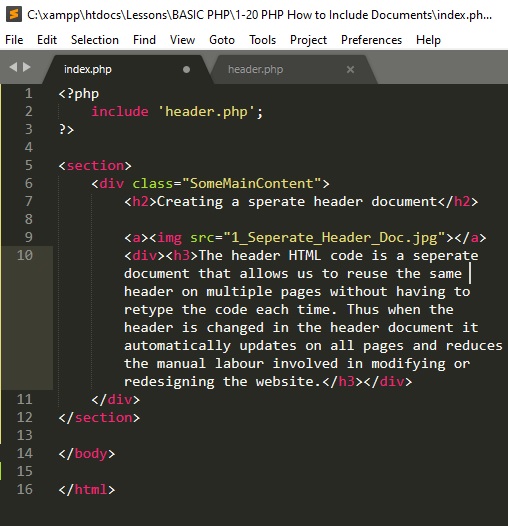 C:\xampp\htdocs\Lessons\BASIC PHP\1-20 PHP How to Include Documents\index.ph...
File Edit Selection Find View Goto Tools Project Preferences Help
index.php header.php
1 <?php
2 include 'header.php';
3 ?>
4
5 <section>
6 <div class="SomeMainContent">
7 <h2>Creating a sperate header document</h2>
8
9 <a><img src="1_Seperate_Header_Doc.jpg"></a>
10 <div><h3>The header HTML code is a seperate
document that allows us to reuse the same
header on multiple pages without having to
retype the code each time. Thus when the
header is changed in the header document it
automatically updates on all pages and reduces
the manual labour involved in modifying or
redesigning the website.</h3></div>
11 </div>
12 </section>
13
14 </body>
15
16 </html>